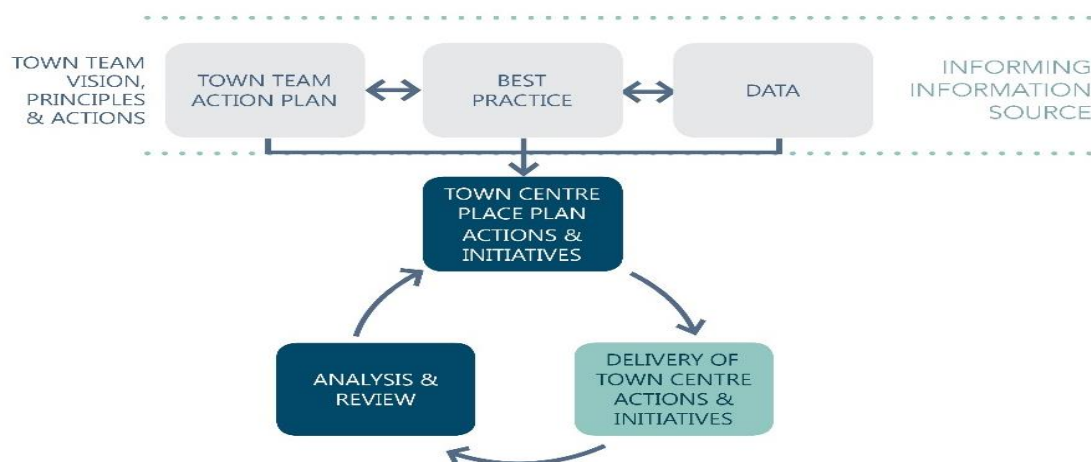 TOWN TEAM
VISION,
PRINCIPLES
& ACTIONS
TOWN TEAM
ACTION PLAN
BEST
PRACTICE
DATA
INFORMING
INFORMATION
SOURCE
TOWN CENTRE
PLACE PLAN
ACTIONS &
INITIATIVES
ANALYSIS &
REVIEW
DELIVERY OF
TOWN CENTRE
ACTIONS &
INITIATIVES